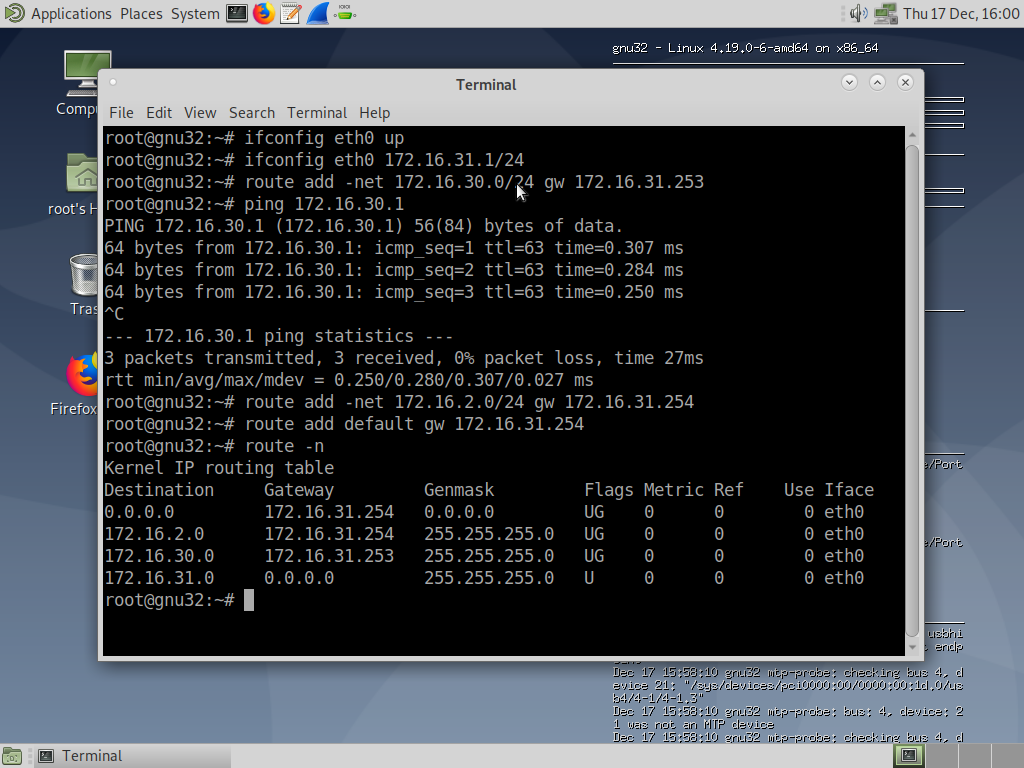 Applications Places System Thu 17 Dec, 16:00
gnu32 - Linux 4.19.0-6-amd64 on x86_64
Terminal
File Edit View Search Terminal Help
root@gnu32:~# ifconfig eth0 up
root@gnu32:~# ifconfig eth0 172.16.31.1/24
root@gnu32:~# route add -net 172.16.30.0/24 gw 172.16.31.253
root@gnu32:~# ping 172.16.30.1
PING 172.16.30.1 (172.16.30.1) 56(84) bytes of data.
64 bytes from 172.16.30.1: icmp_seq=1 ttl=63 time=0.307 ms
64 bytes from 172.16.30.1: icmp_seq=2 ttl=63 time=0.284 ms
64 bytes from 172.16.30.1: icmp_seq=3 ttl=63 time=0.250 ms
^C
--- 172.16.30.1 ping statistics ---
3 packets transmitted, 3 received, 0% packet loss, time 27ms
rtt min/avg/max/mdev = 0.250/0.280/0.307/0.027 ms
root@gnu32:~# route add -net 172.16.2.0/24 gw 172.16.31.254
root@gnu32:~# route add default gw 172.16.31.254
root@gnu32:~# route -n
Kernel IP routing table
Destination Gateway Genmask Flags Metric Ref Use Iface
0.0.0.0 172.16.31.254 0.0.0.0 UG 0 0 0 eth0
172.16.2.0 172.16.31.254 255.255.255.0 UG 0 0 0 eth0
172.16.30.0 172.16.31.253 255.255.255.0 UG 0 0 0 eth0
172.16.31.0 0.0.0.0 255.255.255.0 U 0 0 0 eth0
root@gnu32:~#
Compu
root's H
Tras
Firefox
e/Port
e/Port
usbhi
endp
Dec 17 15:58:10 gnu32 mtp-probe: checking bus 4, d
evice 21: "/sys/devices/pci0000:00/0000:00:1d.0/us
b4/4-1/4-1.3"
Dec 17 15:58:10 gnu32 mtp-probe: bus: 4, device: 2
1 was not an MTP device
Dec 17 15:58:10 gnu32 mtp-probe: checking bus 4, d
Terminal